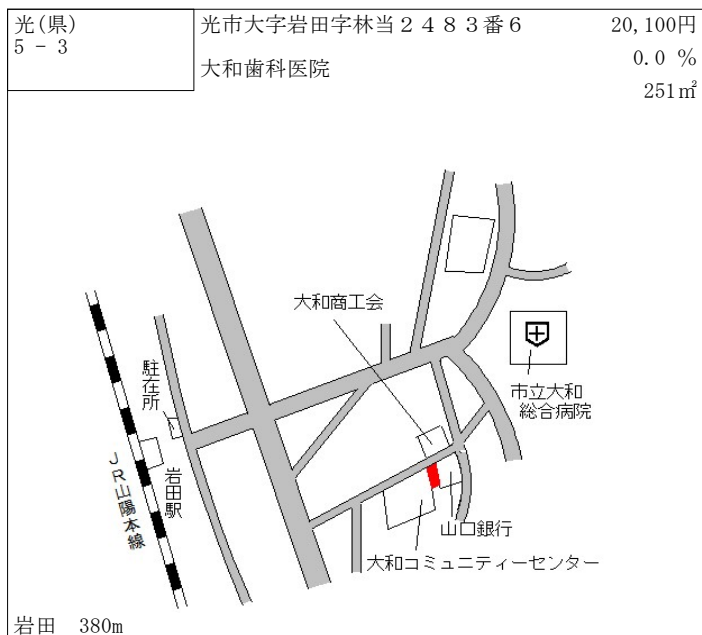 光(県)
5 - 3
光市大字岩田字林当2483番6
20,100円
大和歯科医院
0.0 %
251㎡
大和商工会
駐在所
市立大和
総合病院
JR山陽本線
岩田駅
山口銀行
大和コミュニティーセンター
岩田 380m